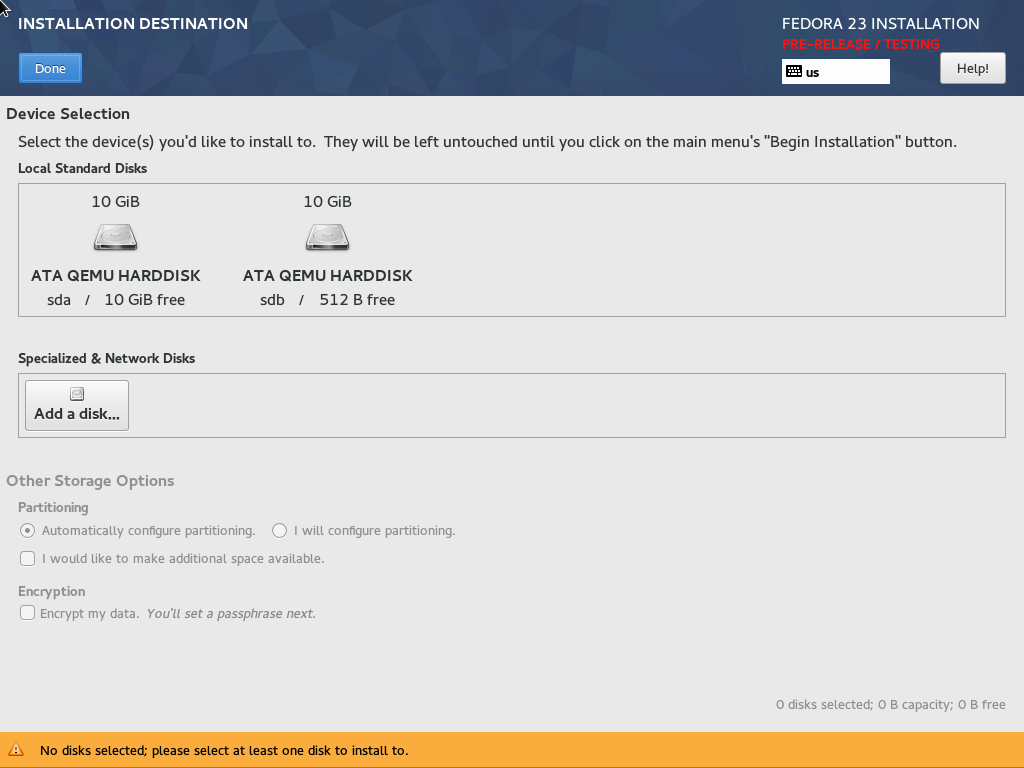 INSTALLATION DESTINATION
FEDORA 23 INSTALLATION
PRE-RELEASE / TESTING
Done
us
Help!
Device Selection
Select the device(s) you'd like to install to.  They will be left untouched until you click on the main menu's "Begin Installation" button.
Local Standard Disks
10 GiB
ATA QEMU HARDDISK
sda / 10 GiB free
10 GiB
ATA QEMU HARDDISK
sdb / 512 B free
Specialized & Network Disks
Add a disk...
Other Storage Options
Partitioning
Automatically configure partitioning. I will configure partitioning.
I would like to make additional space available.
Encryption
Encrypt my data. You'll set a passphrase next.
0 disks selected; 0 B capacity; 0 B free
No disks selected; please select at least one disk to install to.